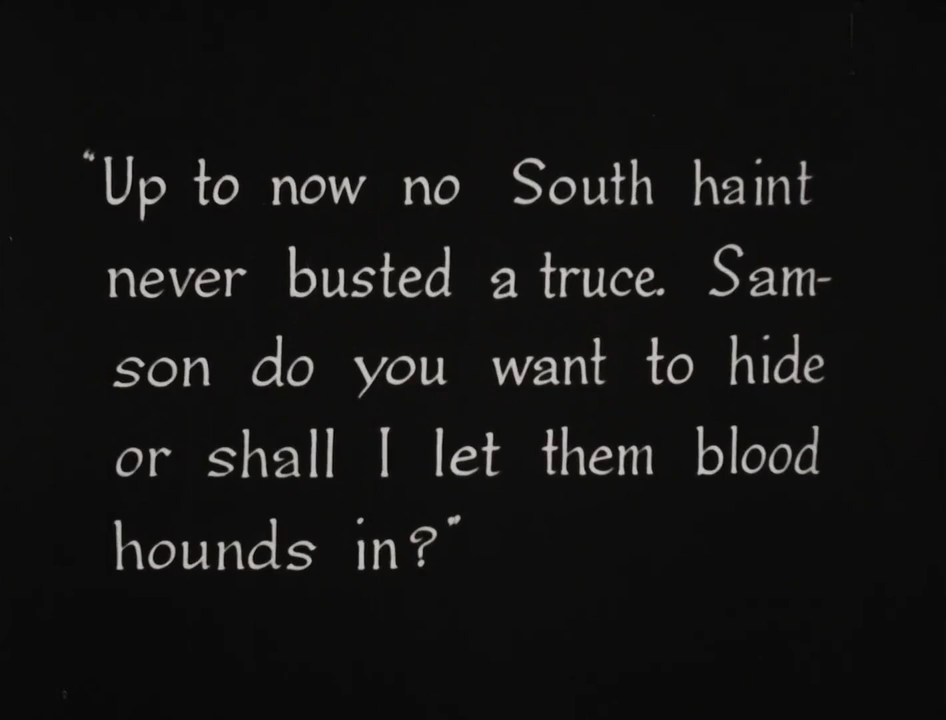 "Up to now no South haint
never busted a truce. Sam-
son do you want to hide
or shall I let them blood
hounds in?"